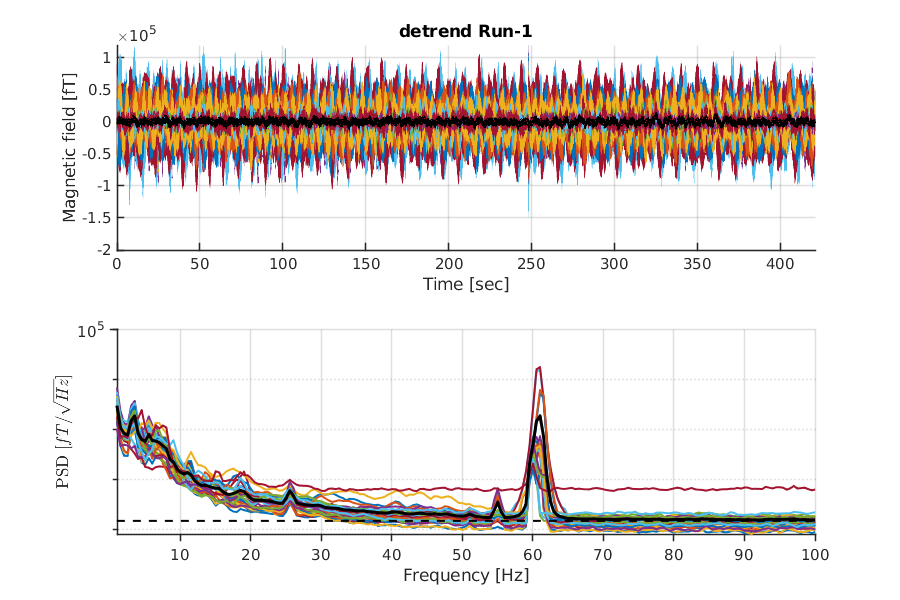 detrend Run-1
×10^5
Magnetic field [fT]
1
0.5
0
-0.5
-1
-1.5
-2
0 50 100 150 200 250 300 350 400
Time [sec]
10^5
PSD [fT/√Hz]
10 20 30 40 50 60 70 80 90 100
Frequency [Hz]